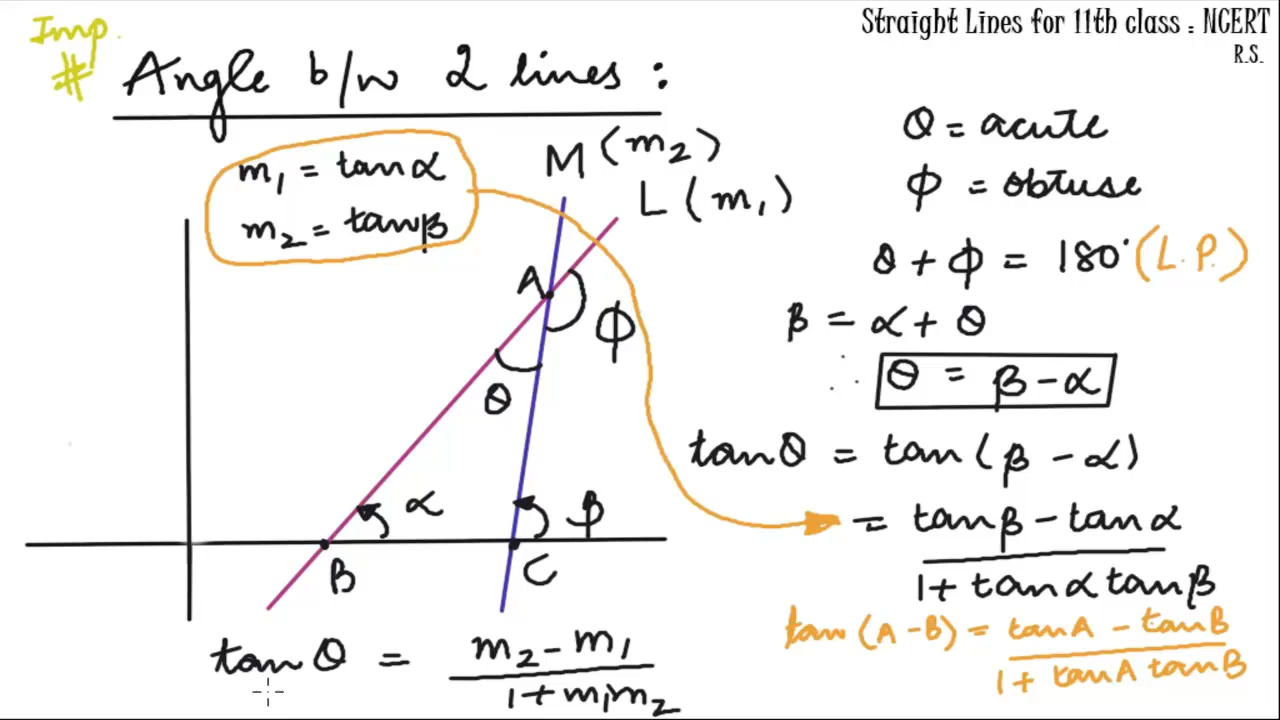 Imp.
#
Straight Lines for 11th class : NCERT
R.S.
Angle b/w 2 lines :
m₁ = tanα
m₂ = tanβ
M (m₂)
L (m₁)
A
ϕ
θ
α
β
B
C
tanθ = (m₂ - m₁)/(1 + m₁m₂)
θ = acute
ϕ = obtuse
θ + ϕ = 180° (L.P.)
β = α + θ
∴ θ = β - α
tanθ = tan(β - α)
= (tanβ - tanα)/(1 + tanα tanβ)
tan(A - B) = (tanA - tanB)/(1 + tanA tanB)